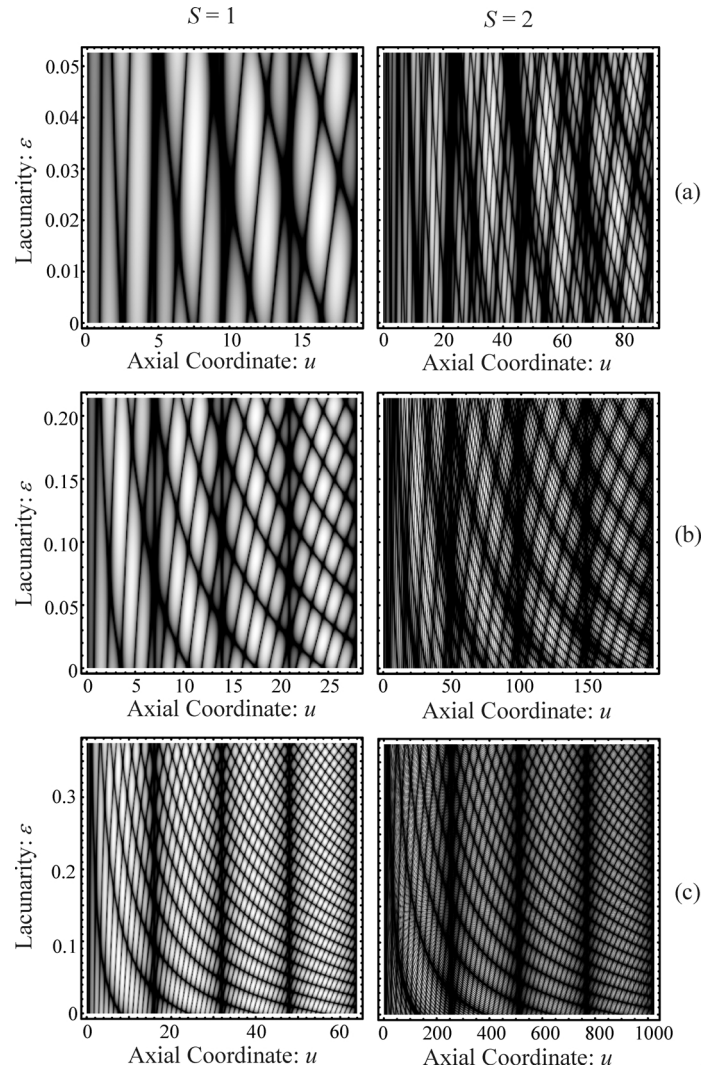 S = 1
S = 2
Lacunarity: ε
0.05
0.04
0.03
0.02
0.01
0
0 5 10 15
Axial Coordinate: u
0 20 40 60 80
Axial Coordinate: u
(a)
Lacunarity: ε
0.20
0.15
0.10
0.05
0
0 5 10 15 20 25
Axial Coordinate: u
0 50 100 150
Axial Coordinate: u
(b)
Lacunarity: ε
0.3
0.2
0.1
0
0 20 40 60
Axial Coordinate: u
0 200 400 600 800 1000
Axial Coordinate: u
(c)